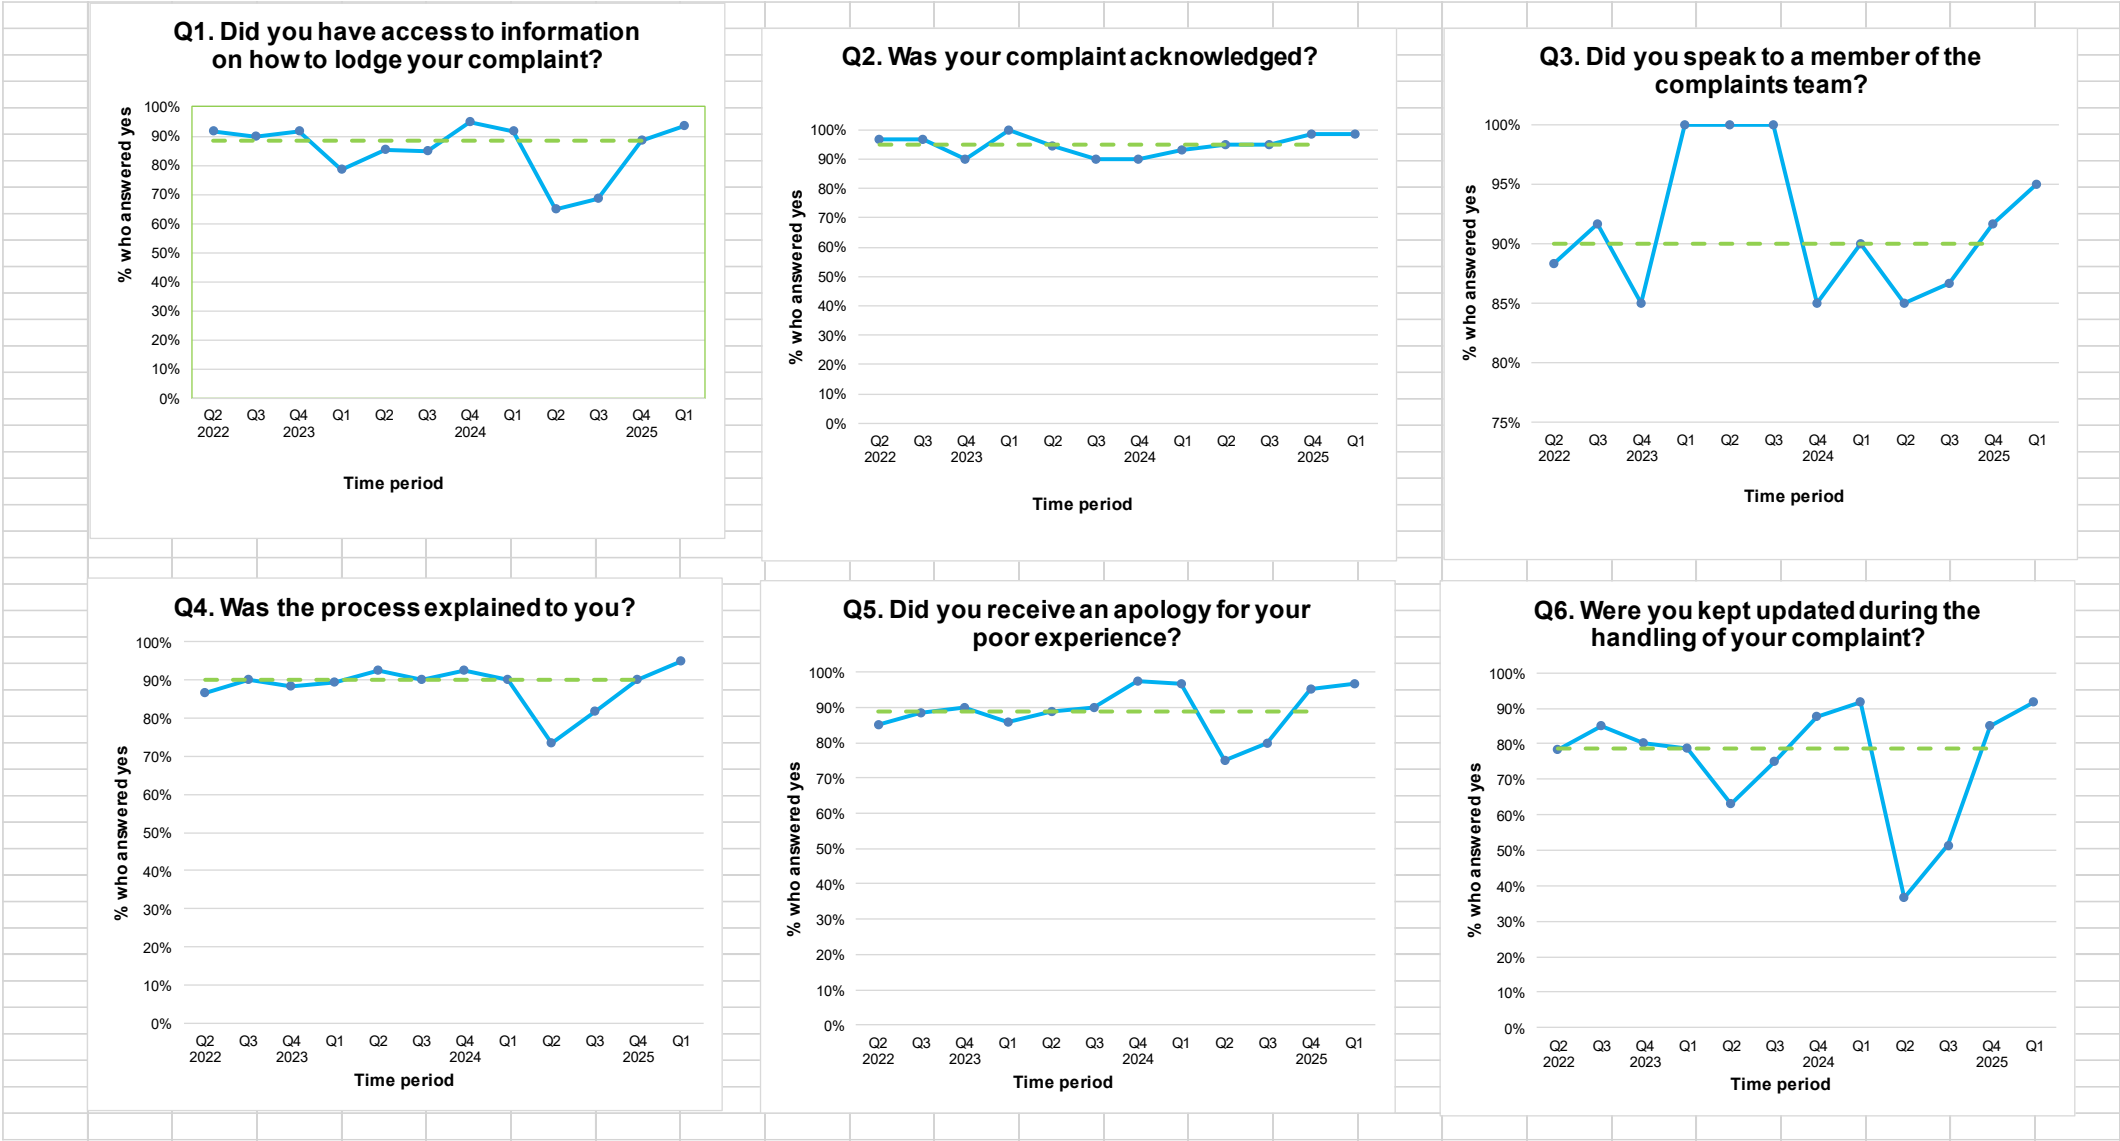 Q1. Did you have access to information
on how to lodge your complaint?
% who answered yes
100%
90%
80%
70%
60%
50%
40%
30%
20%
10%
0%
Q2 Q3 Q4 Q1 Q2 Q3 Q4 Q1 Q2 Q3 Q4 Q1
2022 2023 2024 2025
Time period
Q2. Was your complaint acknowledged?
% who answered yes
100%
90%
80%
70%
60%
50%
40%
30%
20%
10%
0%
Q2 Q3 Q4 Q1 Q2 Q3 Q4 Q1 Q2 Q3 Q4 Q1
2022 2023 2024 2025
Time period
Q3. Did you speak to a member of the
complaints team?
% who answered yes
100%
95%
90%
85%
80%
75%
Q2 Q3 Q4 Q1 Q2 Q3 Q4 Q1 Q2 Q3 Q4 Q1
2022 2023 2024 2025
Time period
Q4. Was the process explained to you?
% who answered yes
100%
90%
80%
70%
60%
50%
40%
30%
20%
10%
0%
Q2 Q3 Q4 Q1 Q2 Q3 Q4 Q1 Q2 Q3 Q4 Q1
2022 2023 2024 2025
Time period
Q5. Did you receive an apology for your
poor experience?
% who answered yes
100%
90%
80%
70%
60%
50%
40%
30%
20%
10%
0%
Q2 Q3 Q4 Q1 Q2 Q3 Q4 Q1 Q2 Q3 Q4 Q1
2022 2023 2024 2025
Time period
Q6. Were you kept updated during the
handling of your complaint?
% who answered yes
100%
90%
80%
70%
60%
50%
40%
30%
20%
10%
0%
Q2 Q3 Q4 Q1 Q2 Q3 Q4 Q1 Q2 Q3 Q4 Q1
2022 2023 2024 2025
Time period